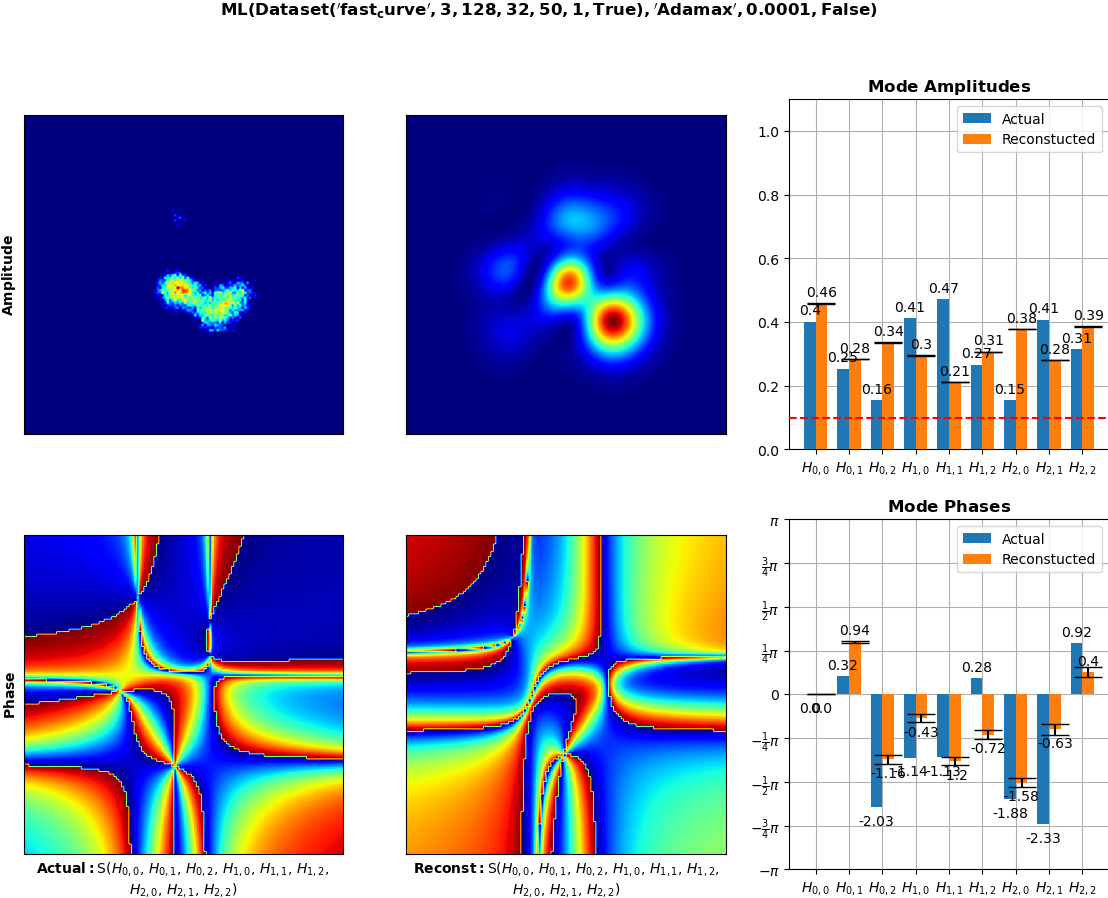 ML(Dataset('fast_curve', 3, 128, 32, 50, 1, True), 'Adamax', 0.0001, False)
Amplitude
Mode Amplitudes
Actual
Reconstucted
1.0
0.8
0.6
0.4
0.2
0.0
0.4 0.46 0.25 0.28 0.16 0.34 0.41 0.3 0.47 0.21 0.27 0.31 0.15 0.38 0.41 0.28 0.31 0.39
H0,0 H0,1 H0,2 H1,0 H1,1 H1,2 H2,0 H2,1 H2,2
Phase
Actual: S(H0,0, H0,1, H0,2, H1,0, H1,1, H1,2,
H2,0, H2,1, H2,2)
Reconst: S(H0,0, H0,1, H0,2, H1,0, H1,1, H1,2,
H2,0, H2,1, H2,2)
Mode Phases
Actual
Reconstucted
π
3/4π
1/2π
1/4π
0
−1/4π
−1/2π
−3/4π
−π
0.0 0.32 0.94 -2.03 -1.16 -1.14 -0.43 0.28 -0.72 -1.88 -1.58 -2.33 -0.63 0.92 0.4
H0,0 H0,1 H0,2 H1,0 H1,1 H1,2 H2,0 H2,1 H2,2